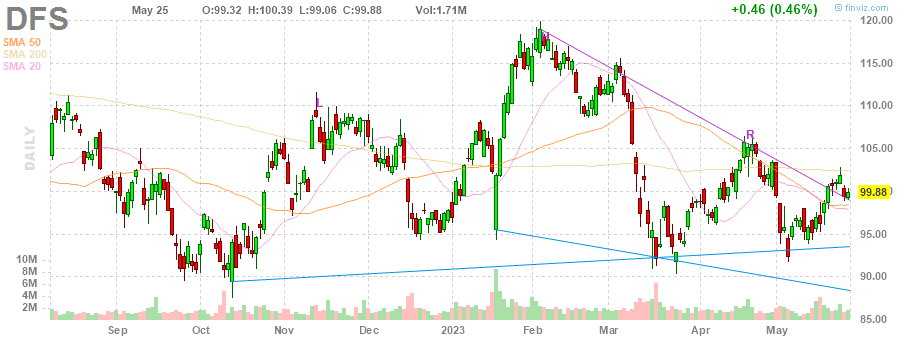 DFS May 25 O:99.32 H:100.39 L:99.06 C:99.88 Vol:1.71M +0.46 (0.46%) © finviz.com
SMA 50
SMA 200
SMA 20
DAILY
L
R
120.00
115.00
110.00
105.00
99.88
95.00
90.00
85.00
10M
8M
6M
4M
2M
Sep Oct Nov Dec 2023 Feb Mar Apr May